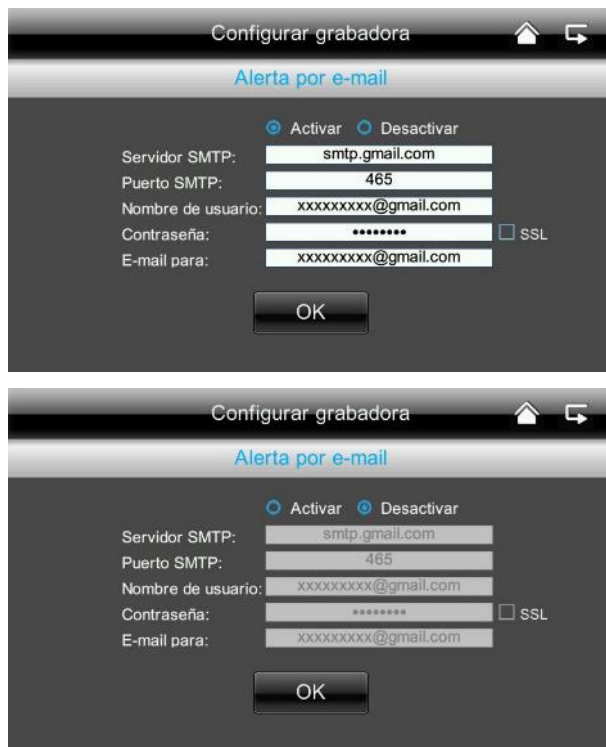 Configurar grabadora
Alerta por e-mail
Activar Desactivar
Servidor SMTP: smtp.gmail.com
Puerto SMTP: 465
Nombre de usuario: xxxxxxxxx@gmail.com
Contraseña: •••••••• SSL
E-mail para: xxxxxxxxx@gmail.com
OK
Configurar grabadora
Alerta por e-mail
Activar Desactivar
Servidor SMTP: smtp.gmail.com
Puerto SMTP: 465
Nombre de usuario: xxxxxxxxx@gmail.com
Contraseña: •••••••• SSL
E-mail para: xxxxxxxxx@gmail.com
OK